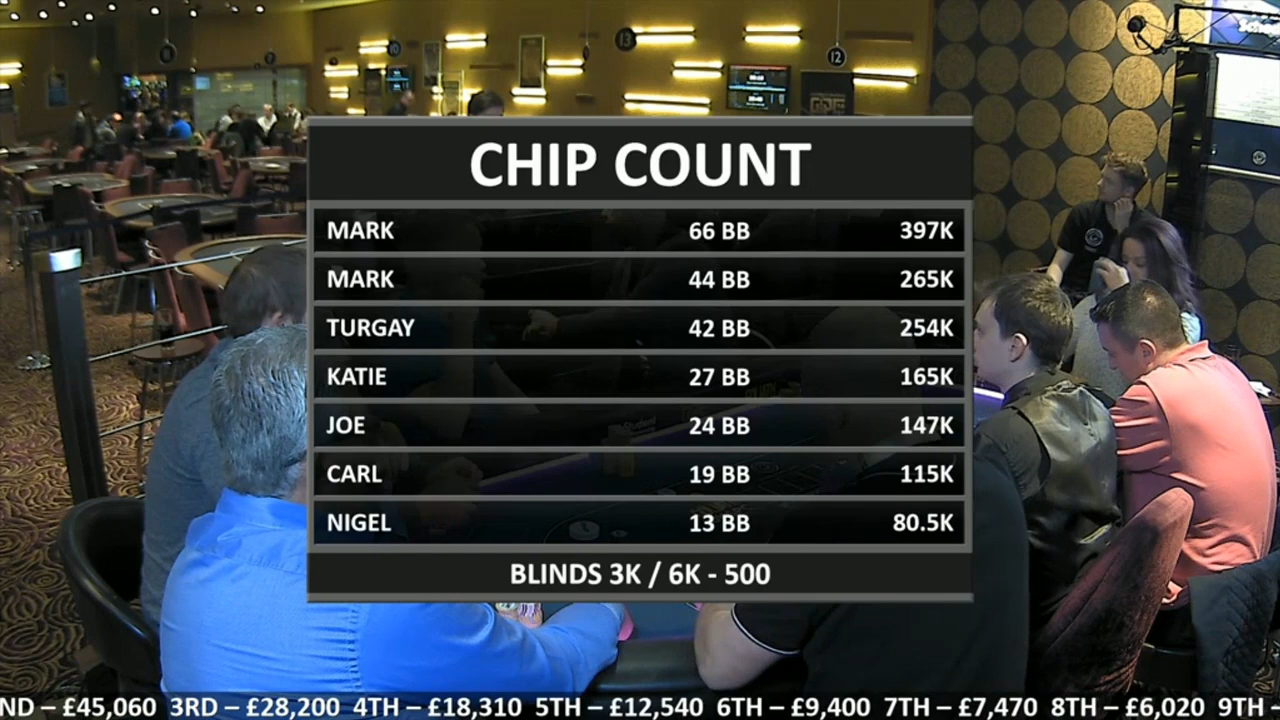 13
10
12
CHIP COUNT
MARK 66 BB 397K
MARK 44 BB 265K
TURGAY 42 BB 254K
KATIE 27 BB 165K
JOE 24 BB 147K
CARL 19 BB 115K
NIGEL 13 BB 80.5K
BLINDS 3K / 6K - 500
ND – £45,060 3RD – £28,200 4TH – £18,310 5TH – £12,540 6TH – £9,400 7TH – £7,470 8TH – £6,020 9TH –